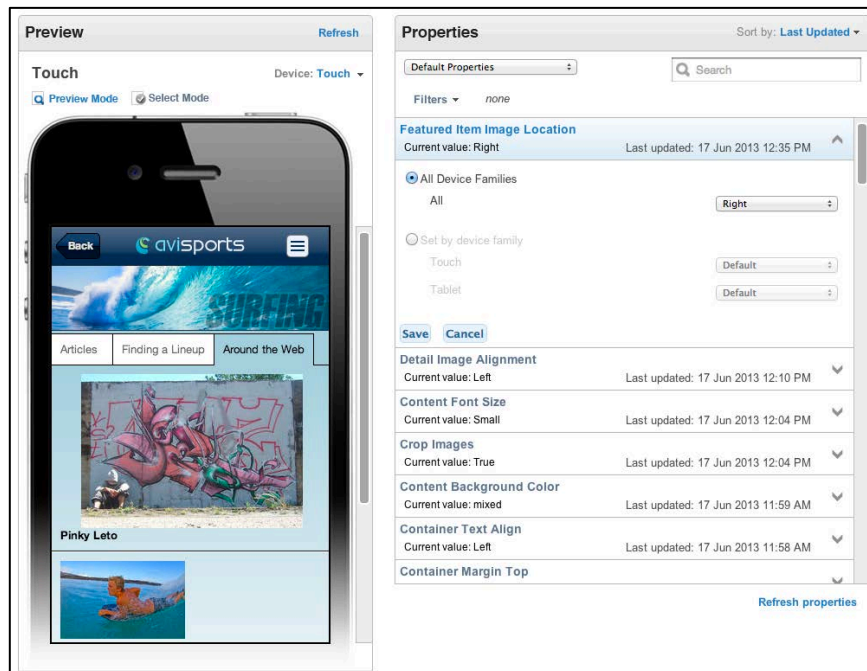 Preview
Refresh
Touch
Device: Touch
Preview Mode
Select Mode
Back
avisports
SURFING
Articles
Finding a Lineup
Around the Web
Pinky Leto
Properties
Sort by: Last Updated
Default Properties
Search
Filters
none
Featured Item Image Location
Current value: Right
Last updated: 17 Jun 2013 12:35 PM
All Device Families
All
Right
Set by device family
Touch
Default
Tablet
Default
Save
Cancel
Detail Image Alignment
Current value: Left
Last updated: 17 Jun 2013 12:10 PM
Content Font Size
Current value: Small
Last updated: 17 Jun 2013 12:04 PM
Crop Images
Current value: True
Last updated: 17 Jun 2013 12:04 PM
Content Background Color
Current value: mixed
Last updated: 17 Jun 2013 11:59 AM
Container Text Align
Current value: Left
Last updated: 17 Jun 2013 11:58 AM
Container Margin Top
Refresh properties